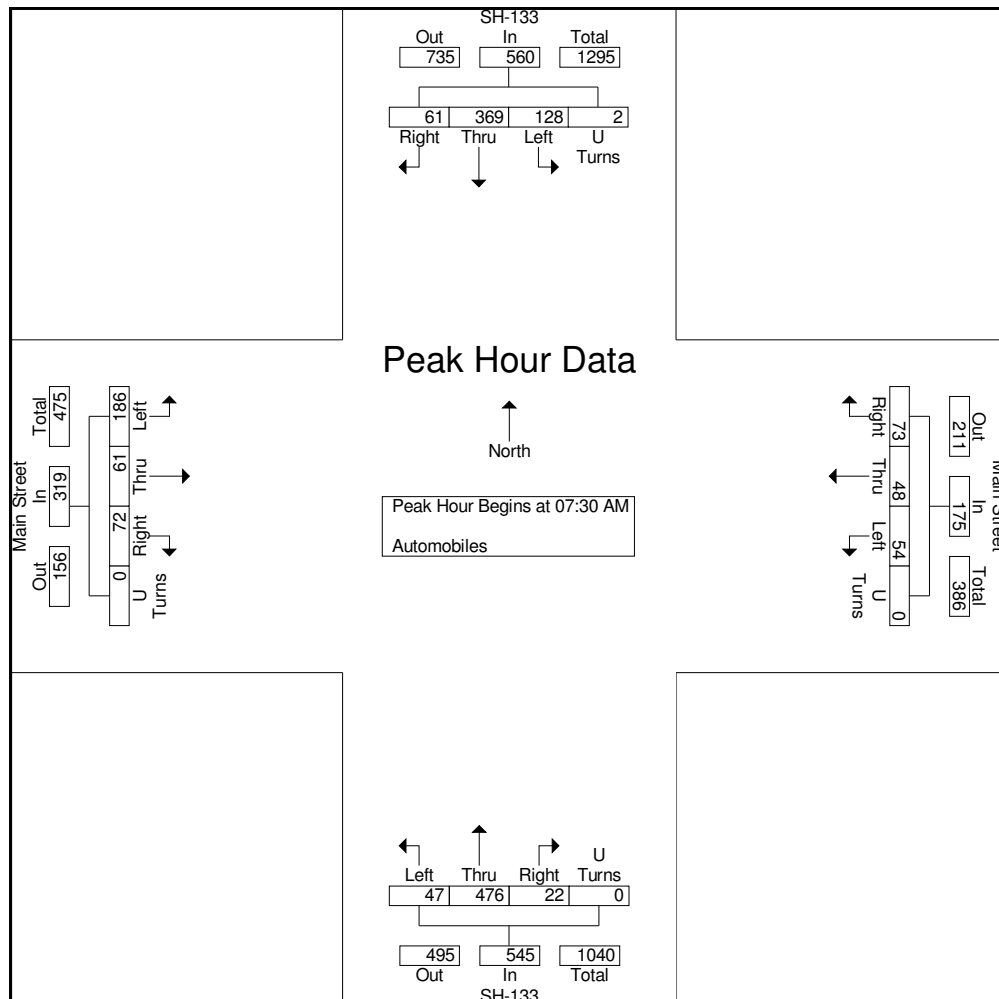 SH-133
Out In Total
735 560 1295
61 369 128 2
Right Thru Left U
Turns
Peak Hour Data
North
Peak Hour Begins at 07:30 AM
Automobiles
Main Street
Total In Out
475 319 156
186 61 72 0
Left Thru Right U
Turns
Main Street
Out In Total
211 175 386
73 48 54 0
Right Thru Left U
Turns
U
Left Thru Right Turns
47 476 22 0
495 545 1040
Out In Total
SH-133